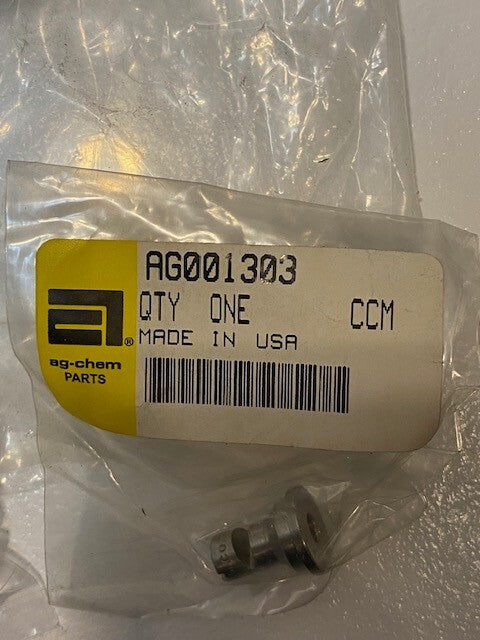 AG001303
QTY ONE CCM
MADE IN USA
®
ag-chem
PARTS